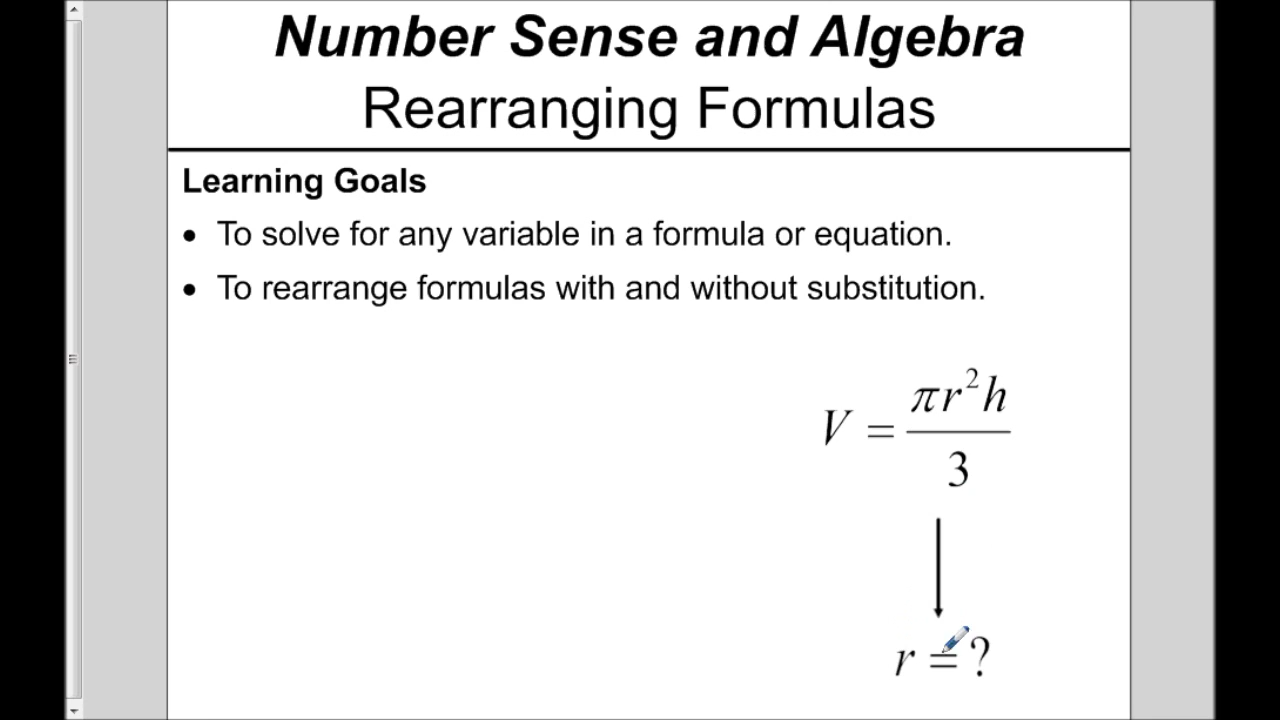 Number Sense and Algebra
Rearranging Formulas
Learning Goals
• To solve for any variable in a formula or equation.
• To rearrange formulas with and without substitution.
V = πr²h
3
r = ?